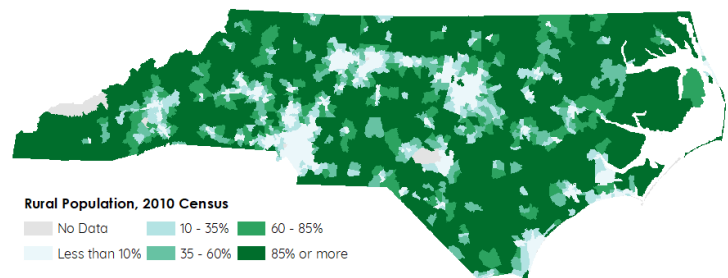 Rural Population, 2010 Census
No Data 10 - 35% 60 - 85%
Less than 10% 35 - 60% 85% or more